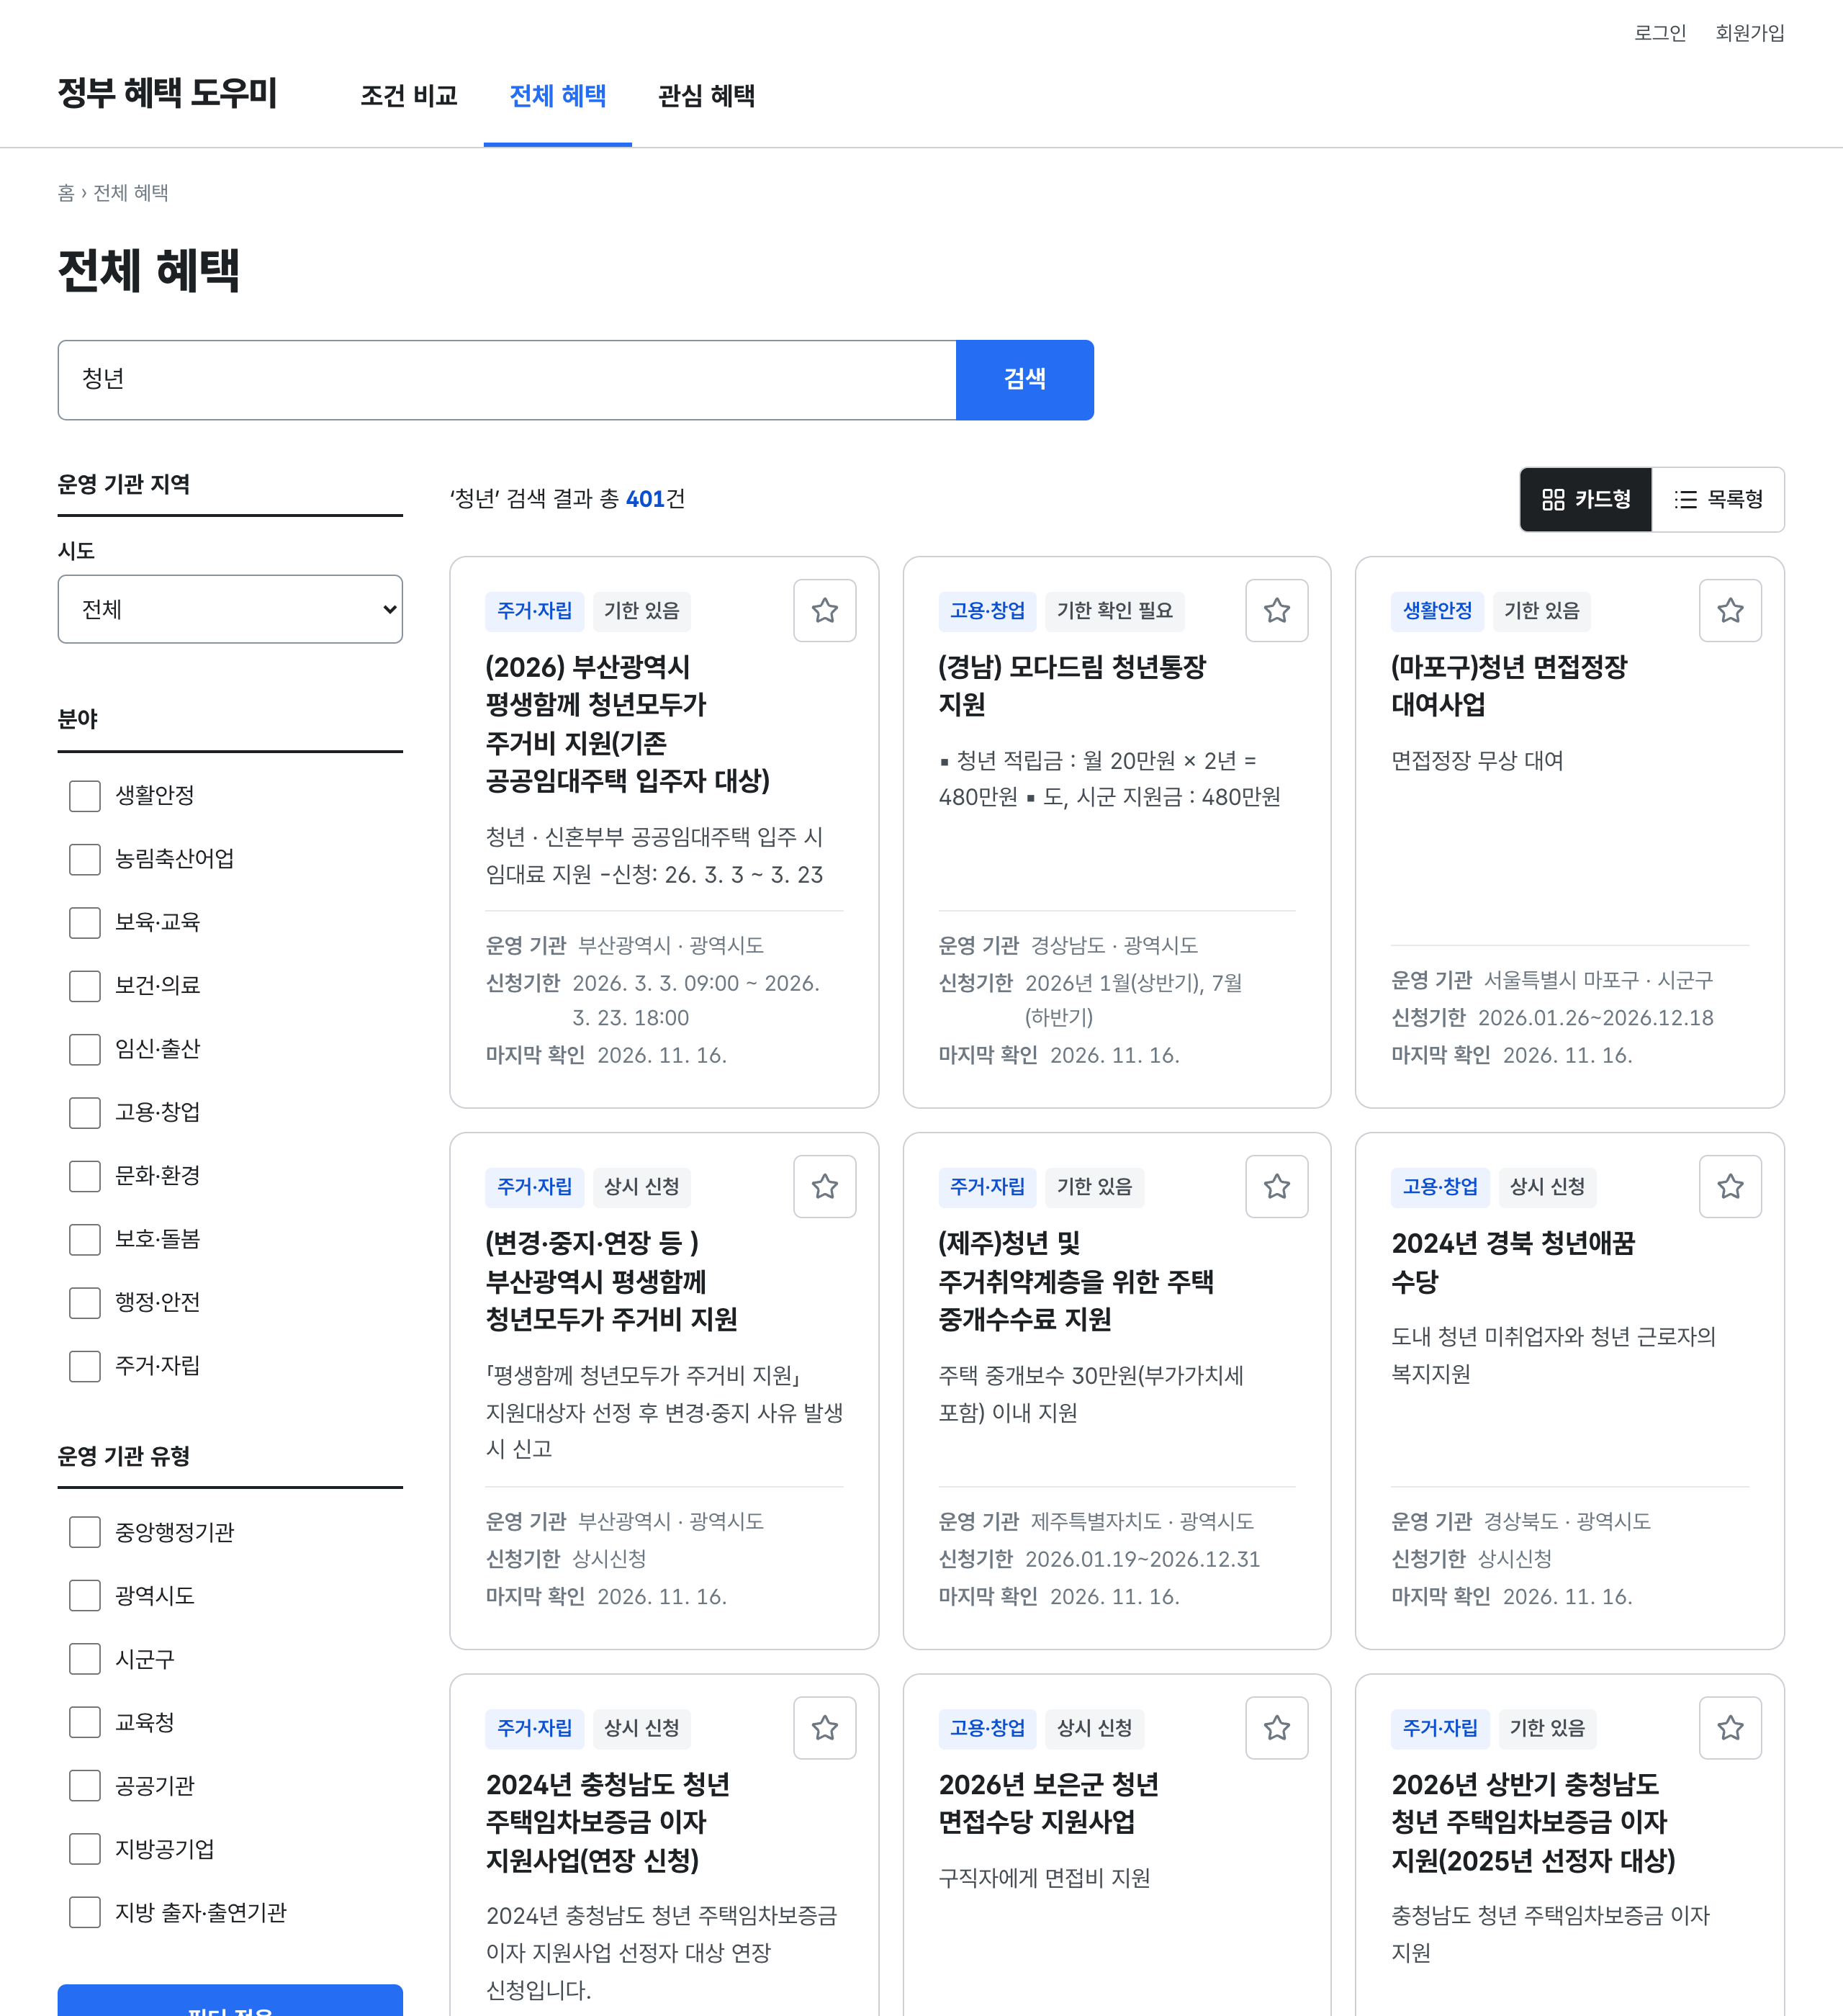 로그인 회원가입
정부 혜택 도우미 조건 비교 전체 혜택 관심 혜택
홈 › 전체 혜택
전체 혜택
청년 검색
운영 기관 지역
시도
전체
분야
생활안정
농림축산어업
보육·교육
보건·의료
임신·출산
고용·창업
문화·환경
보호·돌봄
행정·안전
주거·자립
운영 기관 유형
중앙행정기관
광역시도
시군구
교육청
공공기관
지방공기업
지방 출자·출연기관
‘청년’ 검색 결과 총 401건
카드형 목록형
주거·자립 기한 있음
(2026) 부산광역시
평생함께 청년모두가
주거비 지원(기존
공공임대주택 입주자 대상)
청년 · 신혼부부 공공임대주택 입주 시
임대료 지원 -신청: 26. 3. 3 ~ 3. 23
운영 기관 부산광역시 · 광역시도
신청기한 2026. 3. 3. 09:00 ~ 2026.
3. 23. 18:00
마지막 확인 2026. 11. 16.
고용·창업 기한 확인 필요
(경남) 모다드림 청년통장
지원
▪ 청년 적립금 : 월 20만원 × 2년 =
480만원 ▪ 도, 시군 지원금 : 480만원
운영 기관 경상남도 · 광역시도
신청기한 2026년 1월(상반기), 7월
(하반기)
마지막 확인 2026. 11. 16.
생활안정 기한 있음
(마포구)청년 면접정장
대여사업
면접정장 무상 대여
운영 기관 서울특별시 마포구 · 시군구
신청기한 2026.01.26~2026.12.18
마지막 확인 2026. 11. 16.
주거·자립 상시 신청
(변경·중지·연장 등 )
부산광역시 평생함께
청년모두가 주거비 지원
「평생함께 청년모두가 주거비 지원」
지원대상자 선정 후 변경·중지 사유 발생
시 신고
운영 기관 부산광역시 · 광역시도
신청기한 상시신청
마지막 확인 2026. 11. 16.
주거·자립 기한 있음
(제주)청년 및
주거취약계층을 위한 주택
중개수수료 지원
주택 중개보수 30만원(부가가치세
포함) 이내 지원
운영 기관 제주특별자치도 · 광역시도
신청기한 2026.01.19~2026.12.31
마지막 확인 2026. 11. 16.
고용·창업 상시 신청
2024년 경북 청년애꿈
수당
도내 청년 미취업자와 청년 근로자의
복지지원
운영 기관 경상북도 · 광역시도
신청기한 상시신청
마지막 확인 2026. 11. 16.
주거·자립 상시 신청
2024년 충청남도 청년
주택임차보증금 이자
지원사업(연장 신청)
2024년 충청남도 청년 주택임차보증금
이자 지원사업 선정자 대상 연장
신청입니다.
고용·창업 상시 신청
2026년 보은군 청년
면접수당 지원사업
구직자에게 면접비 지원
주거·자립 기한 있음
2026년 상반기 충청남도
청년 주택임차보증금 이자
지원(2025년 선정자 대상)
충청남도 청년 주택임차보증금 이자
지원